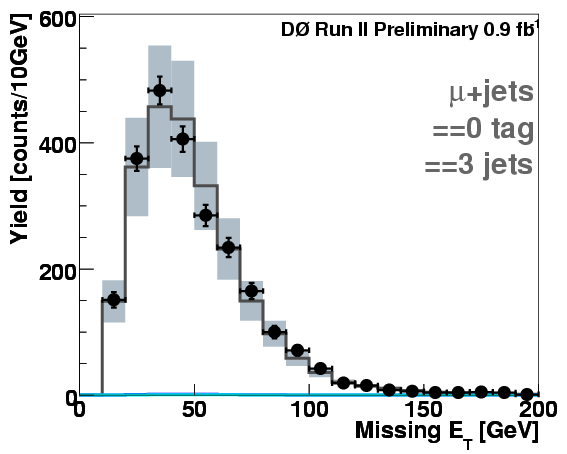 DØ Run II Preliminary 0.9 fb⁻¹
μ+jets
==0 tag
==3 jets
Yield [counts/10GeV]
600
400
200
0
0 50 100 150 200
Missing E_T [GeV]